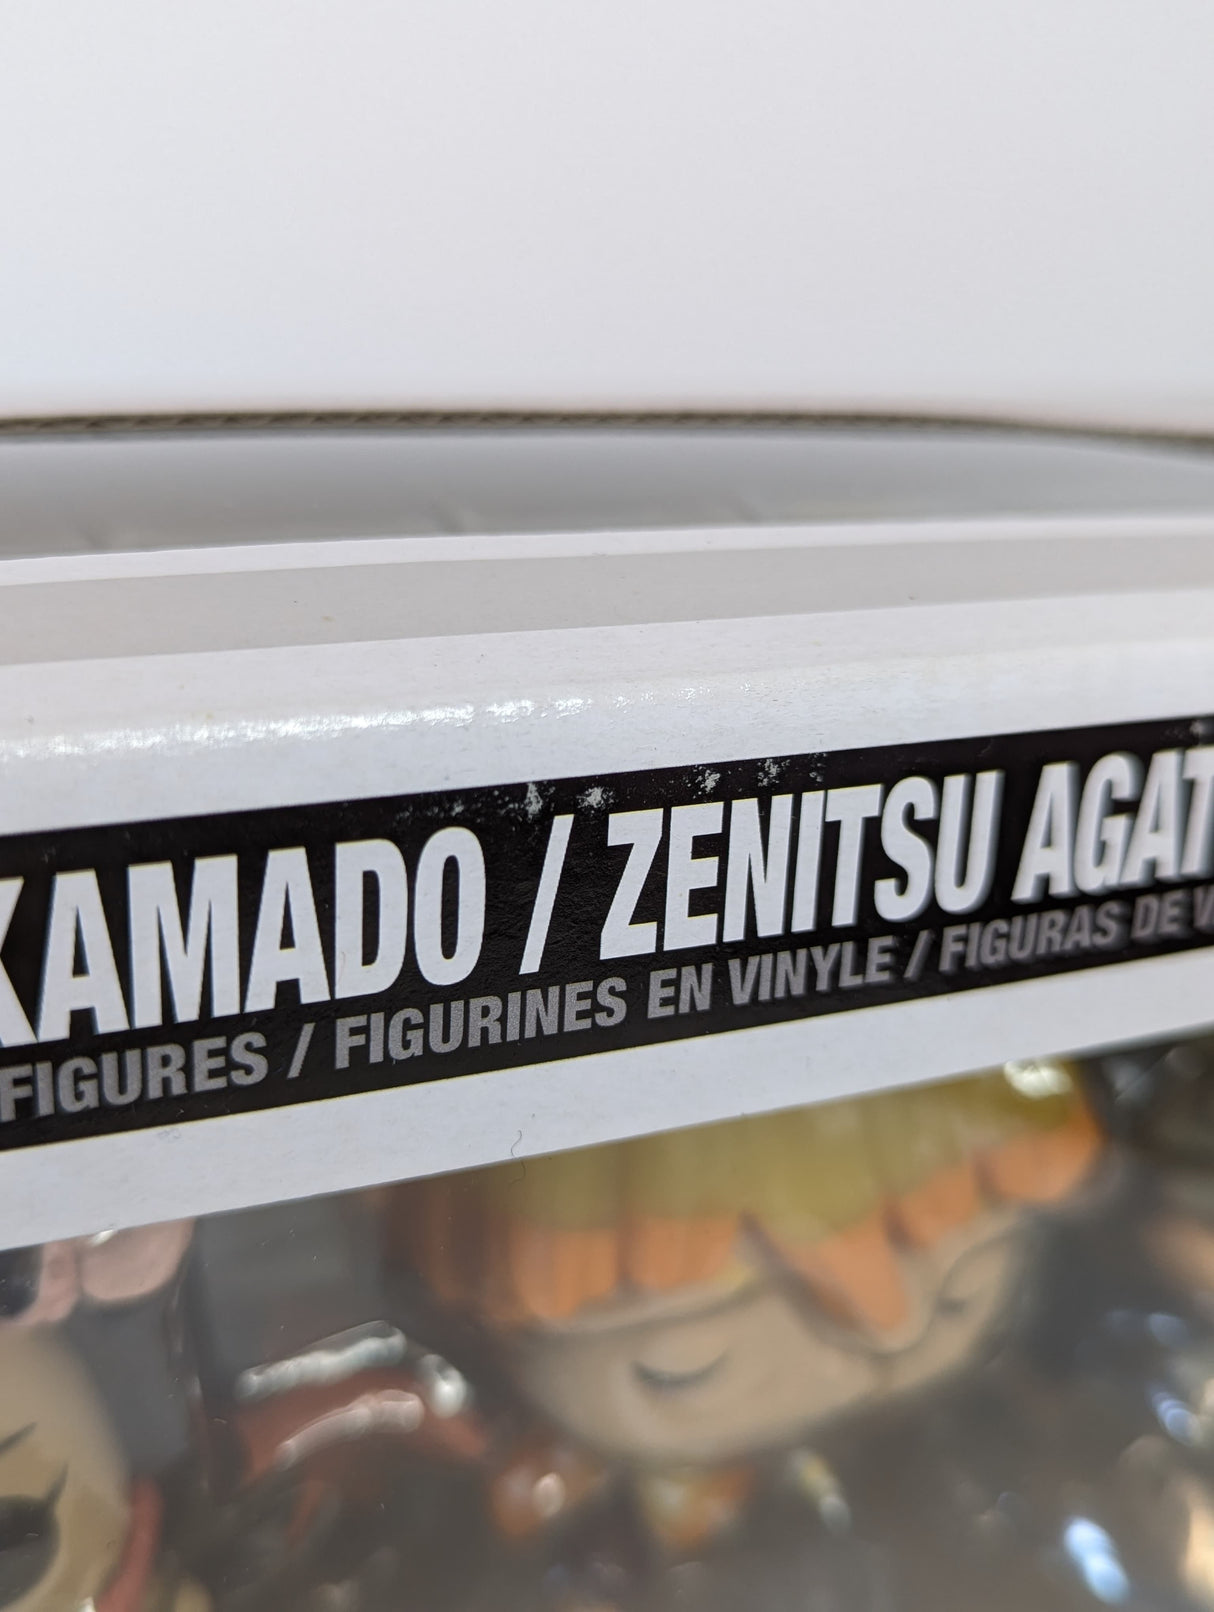 KAMADO / ZENITSU AGAT
FIGURES / FIGURINES EN VINYLE / FIGURAS DE V